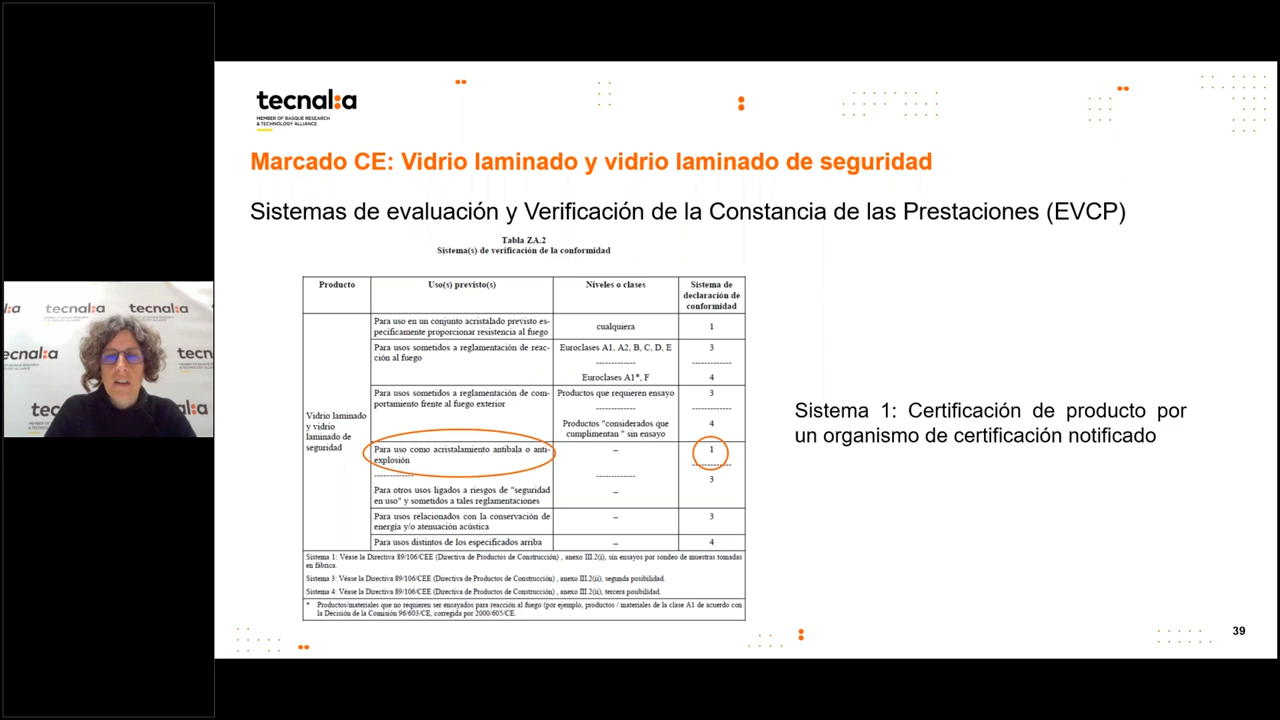 tecnal:a
MEMBER OF BASQUE RESEARCH
& TECHNOLOGY ALLIANCE
Marcado CE: Vidrio laminado y vidrio laminado de seguridad
Sistemas de evaluación y Verificación de la Constancia de las Prestaciones (EVCP)
Tabla ZA.2
Sistema(s) de verificación de la conformidad
Producto
Uso(s) previsto(s)
Niveles o clases
Sistema de
declaración de
conformidad
Vidrio laminado
y vidrio
laminado de
seguridad
Para uso en un conjunto acristalado previsto es-
pecíficamente proporcionar resistencia al fuego
cualquiera
1
Para usos sometidos a reglamentación de reac-
ción al fuego
Euroclases A1, A2, B, C, D, E
3
-------------
-------------
Euroclases A1*, F
4
Para usos sometidos a reglamentación de com-
portamiento frente al fuego exterior
Productos que requieren ensayo
3
-------------
-------------
Productos "considerados que
cumplimentan " sin ensayo
4
Para uso como acristalamiento antibala o anti-
explosión
–
1
-------------
-------------
-------------
Para otros usos ligados a riesgos de "seguridad
en uso" y sometidos a tales reglamentaciones
–
3
Para usos relacionados con la conservación de
energía y/o atenuación acústica
–
3
Para usos distintos de los especificados arriba
–
4
Sistema 1: Véase la Directiva 89/106/CEE (Directiva de Productos de Construcción) , anexo III.2(i), sin ensayos por sondeo de muestras tomadas
en fábrica.
Sistema 3: Véase la Directiva 89/106/CEE (Directiva de Productos de Construcción) , anexo III.2(ii), segunda posibilidad.
Sistema 4: Véase la Directiva 89/106/CEE (Directiva de Productos de Construcción) , anexo III.2(ii), tercera posibilidad.
* Productos/materiales que no requieren ser ensayados para reacción al fuego (por ejemplo, productos / materiales de la clase A1 de acuerdo con
la Decisión de la Comisión 96/603/CE, corregida por 2000/605/CE.
Sistema 1: Certificación de producto por
un organismo de certificación notificado
39
tecnal:a
tecnal:a